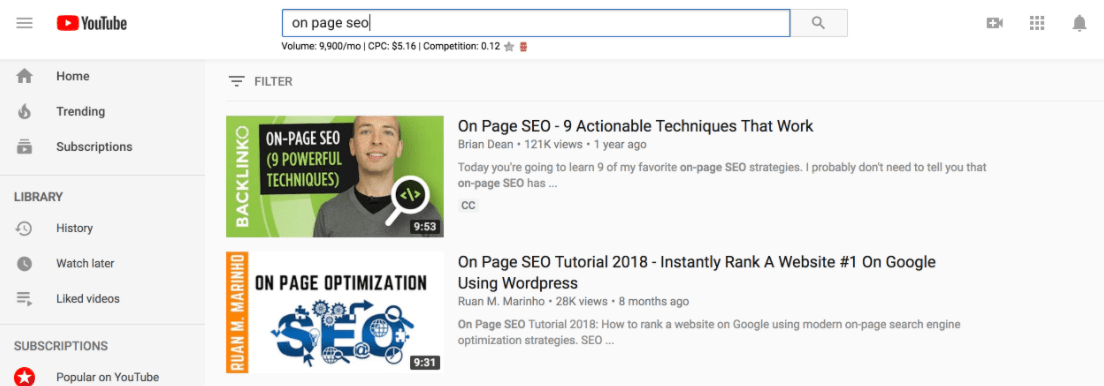 YouTube
on page seo
Volume: 9,900/mo | CPC: $5.16 | Competition: 0.12
Home
Trending
Subscriptions
LIBRARY
History
Watch later
Liked videos
SUBSCRIPTIONS
Popular on YouTube
FILTER
BACKLINKO
ON-PAGE SEO
(9 POWERFUL
TECHNIQUES)
</>
9:53
On Page SEO - 9 Actionable Techniques That Work
Brian Dean • 121K views • 1 year ago
Today you're going to learn 9 of my favorite on-page SEO strategies. I probably don't need to tell you that
on-page SEO has ...
CC
RUAN M. MARINHO
ON PAGE OPTIMIZATION
SEO
9:31
On Page SEO Tutorial 2018 - Instantly Rank A Website #1 On Google
Using Wordpress
Ruan M. Marinho • 28K views • 8 months ago
On Page SEO Tutorial 2018: How to rank a website on Google using modern on-page search engine
optimization strategies. SEO ...